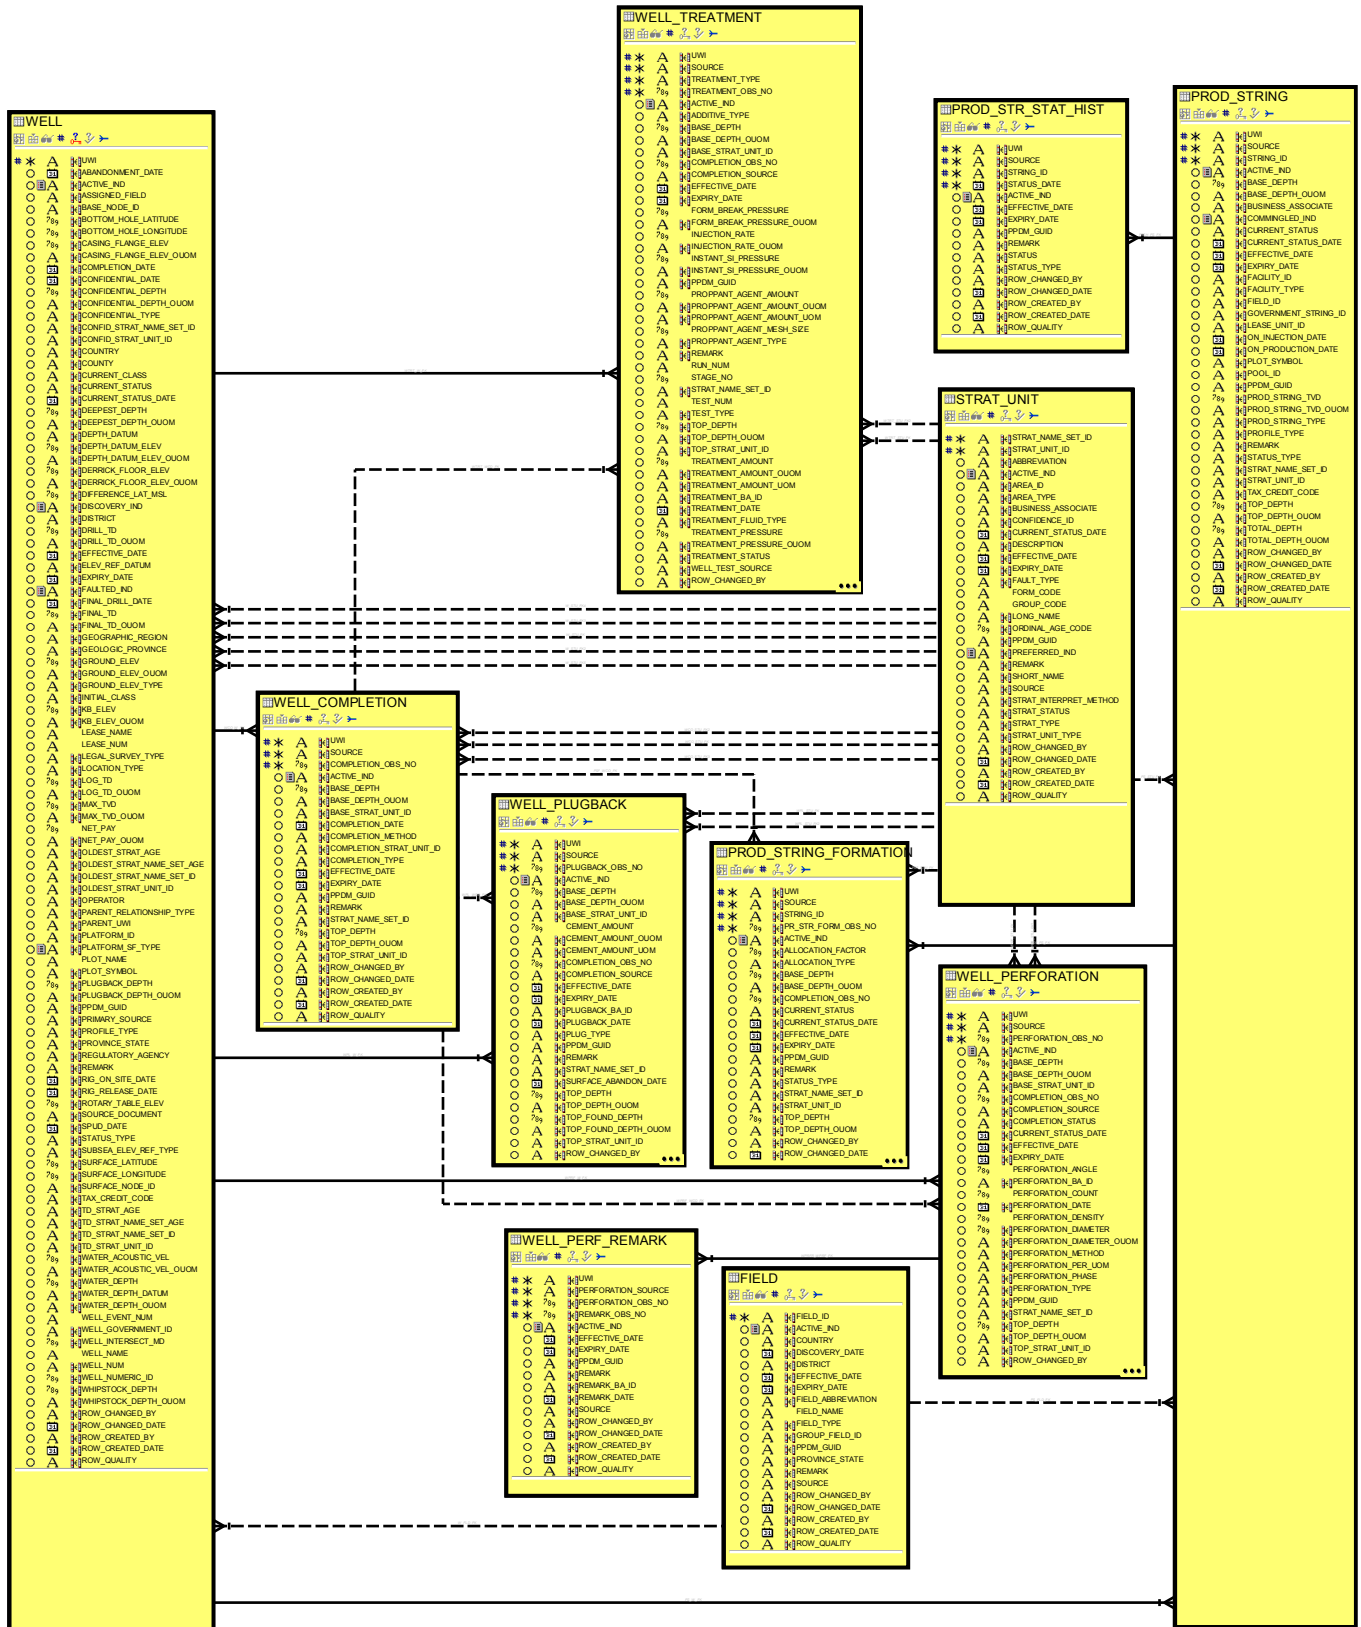 WELL_TREATMENT
UWI
SOURCE
TREATMENT_TYPE
TREATMENT_OBS_NO
ACTIVE_IND
ADDITIVE_TYPE
BASE_DEPTH
BASE_DEPTH_OUOM
BASE_STRAT_UNIT_ID
COMPLETION_OBS_NO
COMPLETION_SOURCE
EFFECTIVE_DATE
EXPIRY_DATE
FORM_BREAK_PRESSURE
FORM_BREAK_PRESSURE_OUOM
INJECTION_RATE
INJECTION_RATE_OUOM
INSTANT_SI_PRESSURE
INSTANT_SI_PRESSURE_OUOM
PPDM_GUID
PROPPANT_AGENT_AMOUNT
PROPPANT_AGENT_AMOUNT_OUOM
PROPPANT_AGENT_AMOUNT_UOM
PROPPANT_AGENT_MESH_SIZE
PROPPANT_AGENT_TYPE
REMARK
RUN_NUM
STAGE_NO
STRAT_NAME_SET_ID
TEST_NUM
TEST_TYPE
TOP_DEPTH
TOP_DEPTH_OUOM
TOP_STRAT_UNIT_ID
TREATMENT_AMOUNT
TREATMENT_AMOUNT_OUOM
TREATMENT_AMOUNT_UOM
TREATMENT_BA_ID
TREATMENT_DATE
TREATMENT_FLUID_TYPE
TREATMENT_PRESSURE
TREATMENT_PRESSURE_OUOM
TREATMENT_STATUS
WELL_TEST_SOURCE
ROW_CHANGED_BY
PROD_STRING
UWI
SOURCE
STRING_ID
ACTIVE_IND
BASE_DEPTH
BASE_DEPTH_OUOM
BUSINESS_ASSOCIATE
COMMINGLED_IND
CURRENT_STATUS
CURRENT_STATUS_DATE
EFFECTIVE_DATE
EXPIRY_DATE
FACILITY_ID
FACILITY_TYPE
FIELD_ID
GOVERNMENT_STRING_ID
LEASE_UNIT_ID
ON_INJECTION_DATE
ON_PRODUCTION_DATE
PLOT_SYMBOL
POOL_ID
PPDM_GUID
PROD_STRING_TVD
PROD_STRING_TVD_OUOM
PROD_STRING_TYPE
PROFILE_TYPE
REMARK
STATUS_TYPE
STRAT_NAME_SET_ID
STRAT_UNIT_ID
TAX_CREDIT_CODE
TOP_DEPTH
TOP_DEPTH_OUOM
TOTAL_DEPTH
TOTAL_DEPTH_OUOM
ROW_CHANGED_BY
ROW_CHANGED_DATE
ROW_CREATED_BY
ROW_CREATED_DATE
ROW_QUALITY
PROD_STR_STAT_HIST
UWI
SOURCE
STRING_ID
STATUS_DATE
ACTIVE_IND
EFFECTIVE_DATE
EXPIRY_DATE
PPDM_GUID
REMARK
STATUS
STATUS_TYPE
ROW_CHANGED_BY
ROW_CHANGED_DATE
ROW_CREATED_BY
ROW_CREATED_DATE
ROW_QUALITY
WELL
UWI
ABANDONMENT_DATE
ACTIVE_IND
ASSIGNED_FIELD
BASE_NODE_ID
BOTTOM_HOLE_LATITUDE
BOTTOM_HOLE_LONGITUDE
CASING_FLANGE_ELEV
CASING_FLANGE_ELEV_OUOM
COMPLETION_DATE
CONFIDENTIAL_DATE
CONFIDENTIAL_DEPTH
CONFIDENTIAL_DEPTH_OUOM
CONFIDENTIAL_TYPE
CONFID_STRAT_NAME_SET_ID
CONFID_STRAT_UNIT_ID
COUNTRY
COUNTY
CURRENT_CLASS
CURRENT_STATUS
CURRENT_STATUS_DATE
DEEPEST_DEPTH
DEEPEST_DEPTH_OUOM
DEPTH_DATUM
DEPTH_DATUM_ELEV
DEPTH_DATUM_ELEV_OUOM
DERRICK_FLOOR_ELEV
DERRICK_FLOOR_ELEV_OUOM
DIFFERENCE_LAT_MSL
DISCOVERY_IND
DISTRICT
DRILL_TD
DRILL_TD_OUOM
EFFECTIVE_DATE
ELEV_REF_DATUM
EXPIRY_DATE
FAULTED_IND
FINAL_DRILL_DATE
FINAL_TD
FINAL_TD_OUOM
GEOGRAPHIC_REGION
GEOLOGIC_PROVINCE
GROUND_ELEV
GROUND_ELEV_OUOM
GROUND_ELEV_TYPE
INITIAL_CLASS
KB_ELEV
KB_ELEV_OUOM
LEASE_NAME
LEASE_NUM
LEGAL_SURVEY_TYPE
LOCATION_TYPE
LOG_TD
LOG_TD_OUOM
MAX_TVD
MAX_TVD_OUOM
NET_PAY
NET_PAY_OUOM
OLDEST_STRAT_AGE
OLDEST_STRAT_NAME_SET_AGE
OLDEST_STRAT_NAME_SET_ID
OLDEST_STRAT_UNIT_ID
OPERATOR
PARENT_RELATIONSHIP_TYPE
PARENT_UWI
PLATFORM_ID
PLATFORM_SF_TYPE
PLOT_NAME
PLOT_SYMBOL
PLUGBACK_DEPTH
PLUGBACK_DEPTH_OUOM
PPDM_GUID
PRIMARY_SOURCE
PROFILE_TYPE
PROVINCE_STATE
REGULATORY_AGENCY
REMARK
RIG_ON_SITE_DATE
RIG_RELEASE_DATE
ROTARY_TABLE_ELEV
SOURCE_DOCUMENT
SPUD_DATE
STATUS_TYPE
SUBSEA_ELEV_REF_TYPE
SURFACE_LATITUDE
SURFACE_LONGITUDE
SURFACE_NODE_ID
TAX_CREDIT_CODE
TD_STRAT_AGE
TD_STRAT_NAME_SET_AGE
TD_STRAT_NAME_SET_ID
TD_STRAT_UNIT_ID
WATER_ACOUSTIC_VEL
WATER_ACOUSTIC_VEL_OUOM
WATER_DEPTH
WATER_DEPTH_DATUM
WATER_DEPTH_OUOM
WELL_EVENT_NUM
WELL_GOVERNMENT_ID
WELL_INTERSECT_MD
WELL_NAME
WELL_NUM
WELL_NUMERIC_ID
WHIPSTOCK_DEPTH
WHIPSTOCK_DEPTH_OUOM
ROW_CHANGED_BY
ROW_CHANGED_DATE
ROW_CREATED_BY
ROW_CREATED_DATE
ROW_QUALITY
STRAT_UNIT
STRAT_NAME_SET_ID
STRAT_UNIT_ID
ABBREVIATION
ACTIVE_IND
AREA_ID
AREA_TYPE
BUSINESS_ASSOCIATE
CONFIDENCE_ID
CURRENT_STATUS_DATE
DESCRIPTION
EFFECTIVE_DATE
EXPIRY_DATE
FAULT_TYPE
FORM_CODE
GROUP_CODE
LONG_NAME
ORDINAL_AGE_CODE
PPDM_GUID
PREFERRED_IND
REMARK
SHORT_NAME
SOURCE
STRAT_INTERPRET_METHOD
STRAT_STATUS
STRAT_TYPE
STRAT_UNIT_TYPE
ROW_CHANGED_BY
ROW_CHANGED_DATE
ROW_CREATED_BY
ROW_CREATED_DATE
ROW_QUALITY
WELL_COMPLETION
UWI
SOURCE
COMPLETION_OBS_NO
ACTIVE_IND
BASE_DEPTH
BASE_DEPTH_OUOM
BASE_STRAT_UNIT_ID
COMPLETION_DATE
COMPLETION_METHOD
COMPLETION_STRAT_UNIT_ID
COMPLETION_TYPE
EFFECTIVE_DATE
EXPIRY_DATE
PPDM_GUID
REMARK
STRAT_NAME_SET_ID
TOP_DEPTH
TOP_DEPTH_OUOM
TOP_STRAT_UNIT_ID
ROW_CHANGED_BY
ROW_CHANGED_DATE
ROW_CREATED_BY
ROW_CREATED_DATE
ROW_QUALITY
WELL_PLUGBACK
UWI
SOURCE
PLUGBACK_OBS_NO
ACTIVE_IND
BASE_DEPTH
BASE_DEPTH_OUOM
BASE_STRAT_UNIT_ID
CEMENT_AMOUNT
CEMENT_AMOUNT_OUOM
CEMENT_AMOUNT_UOM
COMPLETION_OBS_NO
COMPLETION_SOURCE
EFFECTIVE_DATE
EXPIRY_DATE
PLUGBACK_BA_ID
PLUGBACK_DATE
PLUG_TYPE
PPDM_GUID
REMARK
STRAT_NAME_SET_ID
SURFACE_ABANDON_DATE
TOP_DEPTH
TOP_DEPTH_OUOM
TOP_FOUND_DEPTH
TOP_FOUND_DEPTH_OUOM
TOP_STRAT_UNIT_ID
ROW_CHANGED_BY
PROD_STRING_FORMATION
UWI
SOURCE
STRING_ID
PR_STR_FORM_OBS_NO
ACTIVE_IND
ALLOCATION_FACTOR
ALLOCATION_TYPE
BASE_DEPTH
BASE_DEPTH_OUOM
COMPLETION_OBS_NO
CURRENT_STATUS
CURRENT_STATUS_DATE
EFFECTIVE_DATE
EXPIRY_DATE
PPDM_GUID
REMARK
STATUS_TYPE
STRAT_NAME_SET_ID
STRAT_UNIT_ID
TOP_DEPTH
TOP_DEPTH_OUOM
ROW_CHANGED_BY
ROW_CHANGED_DATE
WELL_PERFORATION
UWI
SOURCE
PERFORATION_OBS_NO
ACTIVE_IND
BASE_DEPTH
BASE_DEPTH_OUOM
BASE_STRAT_UNIT_ID
COMPLETION_OBS_NO
COMPLETION_SOURCE
COMPLETION_STATUS
CURRENT_STATUS_DATE
EFFECTIVE_DATE
EXPIRY_DATE
PERFORATION_ANGLE
PERFORATION_BA_ID
PERFORATION_COUNT
PERFORATION_DATE
PERFORATION_DENSITY
PERFORATION_DIAMETER
PERFORATION_DIAMETER_OUOM
PERFORATION_METHOD
PERFORATION_PER_UOM
PERFORATION_PHASE
PERFORATION_TYPE
PPDM_GUID
STRAT_NAME_SET_ID
TOP_DEPTH
TOP_DEPTH_OUOM
TOP_STRAT_UNIT_ID
ROW_CHANGED_BY
WELL_PERF_REMARK
UWI
PERFORATION_SOURCE
PERFORATION_OBS_NO
REMARK_OBS_NO
ACTIVE_IND
EFFECTIVE_DATE
EXPIRY_DATE
PPDM_GUID
REMARK
REMARK_BA_ID
REMARK_DATE
SOURCE
ROW_CHANGED_BY
ROW_CHANGED_DATE
ROW_CREATED_BY
ROW_CREATED_DATE
ROW_QUALITY
FIELD
FIELD_ID
ACTIVE_IND
COUNTRY
DISCOVERY_DATE
DISTRICT
EFFECTIVE_DATE
EXPIRY_DATE
FIELD_ABBREVIATION
FIELD_NAME
FIELD_TYPE
GROUP_FIELD_ID
PPDM_GUID
PROVINCE_STATE
REMARK
SOURCE
ROW_CHANGED_BY
ROW_CHANGED_DATE
ROW_CREATED_BY
ROW_CREATED_DATE
ROW_QUALITY